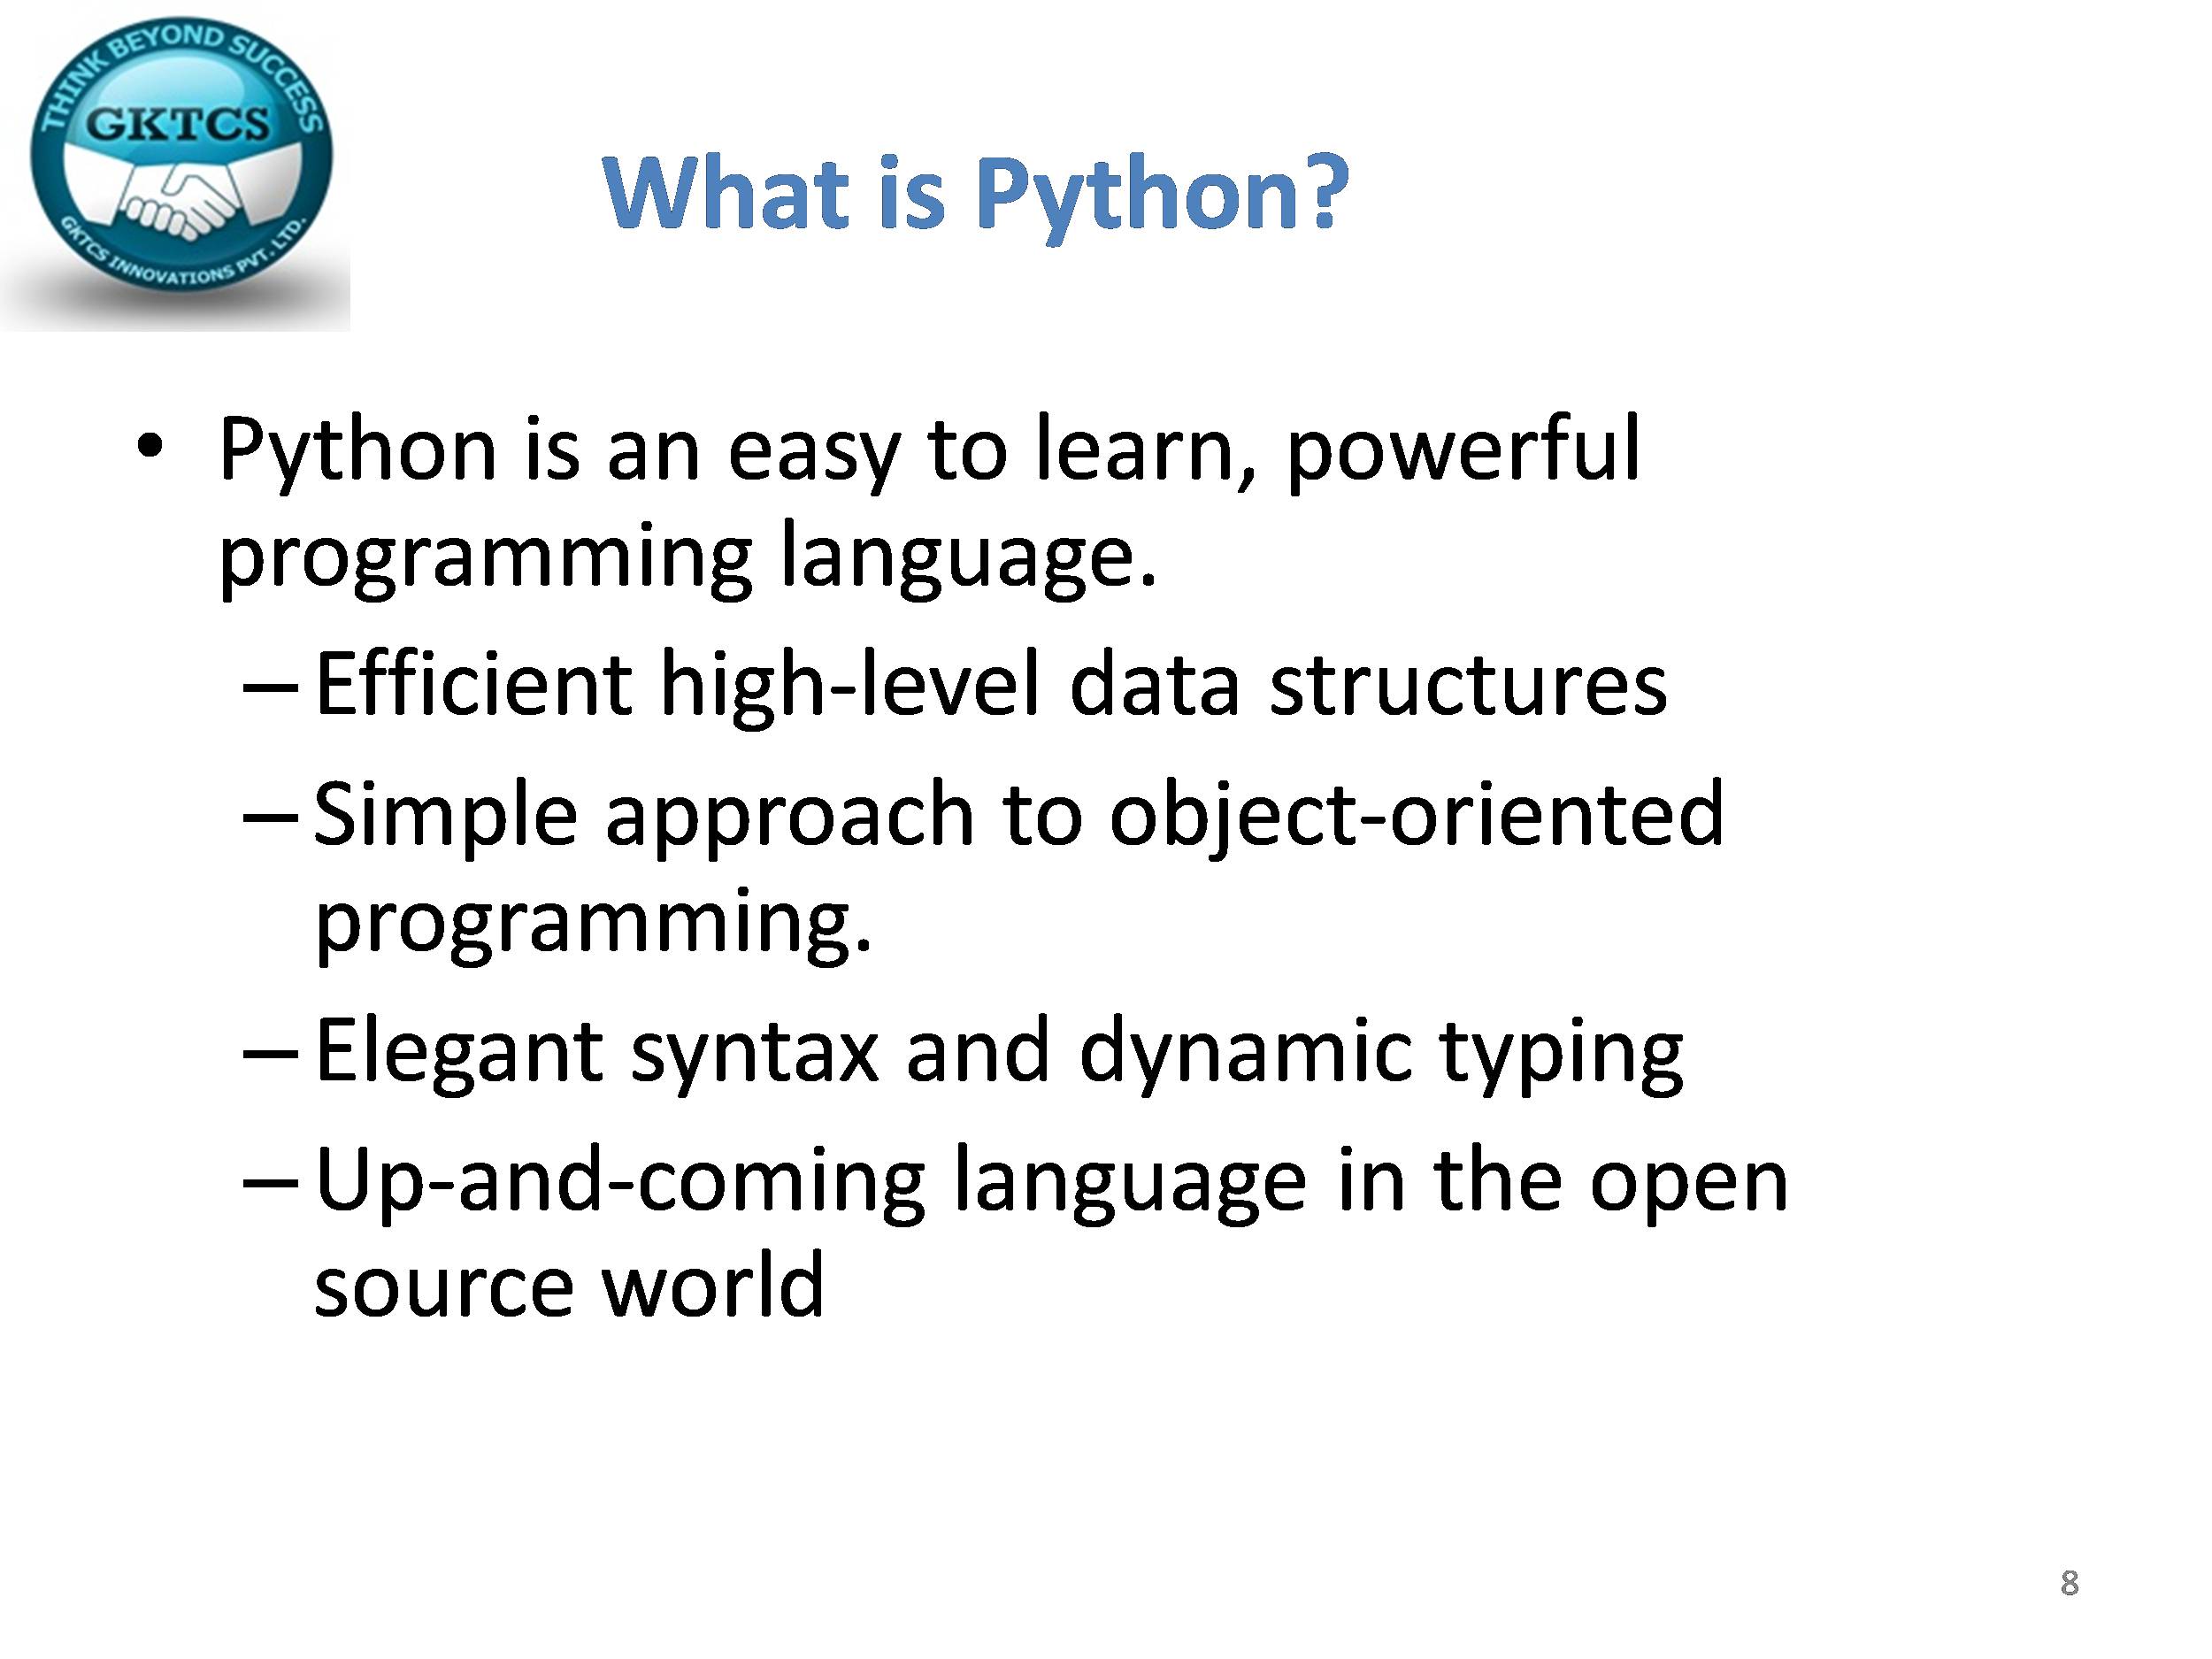 THINK BEYOND SUCCESS
GKTCS
GKTCS INNOVATIONS PVT. LTD.
What is Python?
• Python is an easy to learn, powerful
programming language.
– Efficient high-level data structures
– Simple approach to object-oriented
programming.
– Elegant syntax and dynamic typing
– Up-and-coming language in the open
source world
8